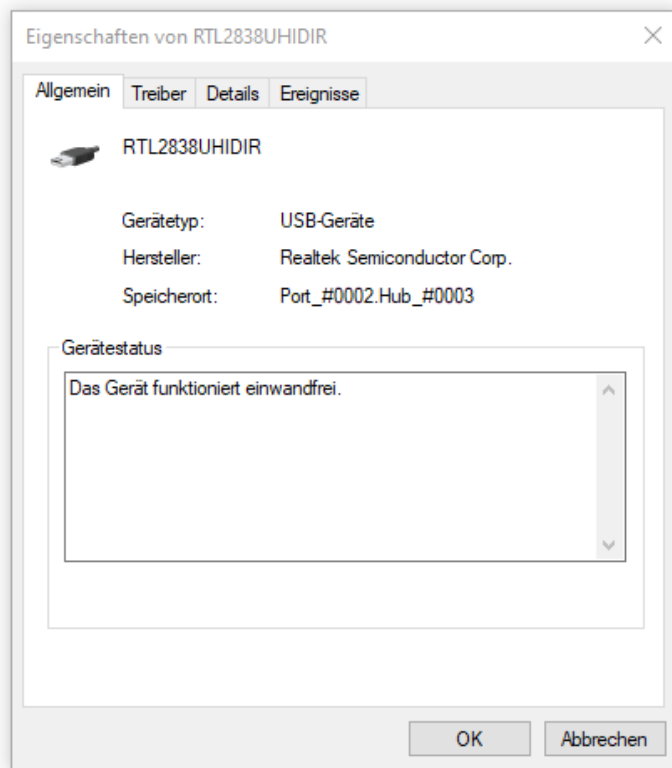 Eigenschaften von RTL2838UHIDIR
Allgemein Treiber Details Ereignisse
RTL2838UHIDIR
Gerätetyp: USB-Geräte
Hersteller: Realtek Semiconductor Corp.
Speicherort: Port_#0002.Hub_#0003
Gerätestatus
Das Gerät funktioniert einwandfrei.
OK Abbrechen